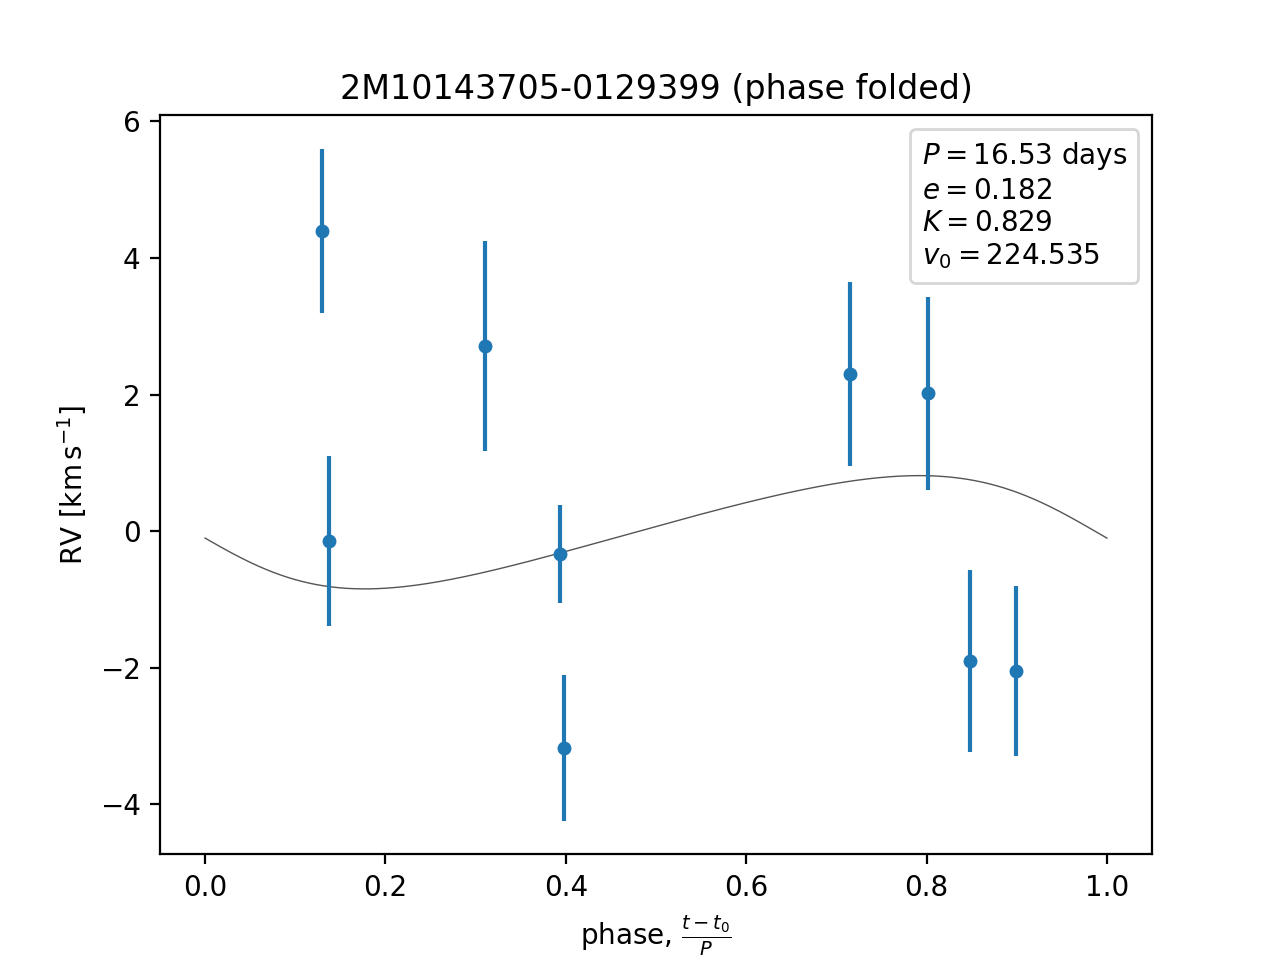 2M10143705-0129399 (phase folded)
P = 16.53 days
e = 0.182
K = 0.829
v₀ = 224.535
RV [km s⁻¹]
6
4
2
0
−2
−4
0.0 0.2 0.4 0.6 0.8 1.0
phase, (t − t₀)/P